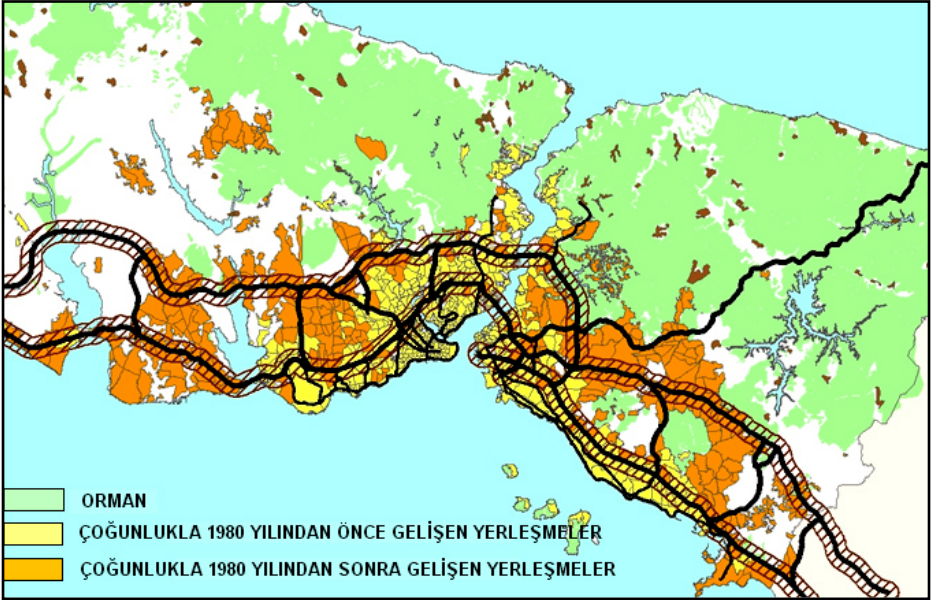 ORMAN
ÇOĞUNLUKLA 1980 YILINDAN ÖNCE GELİŞEN YERLEŞMELER
ÇOĞUNLUKLA 1980 YILINDAN SONRA GELİŞEN YERLEŞMELER